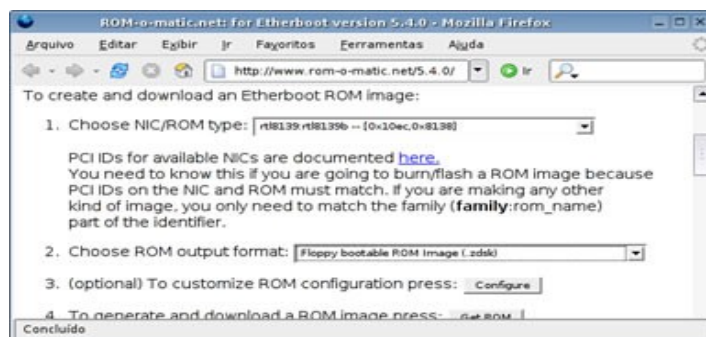 ROM-o-matic.net: for Etherboot version 5.4.0 - Mozilla Firefox
Arquivo Editar Exibir Ir Favoritos Ferramentas Ajuda
http://www.rom-o-matic.net/5.4.0/ Ir
To create and download an Etherboot ROM image:
1. Choose NIC/ROM type: rtl8139:rtl8139b -- [0x10ec,0x8138]
PCI IDs for available NICs are documented here.
You need to know this if you are going to burn/flash a ROM image because
PCI IDs on the NIC and ROM must match. If you are making any other
kind of image, you only need to match the family (family:rom_name)
part of the identifier.
2. Choose ROM output format: Floppy bootable ROM Image (.zdsk)
3. (optional) To customize ROM configuration press: Configure
4. To generate and download a ROM image press: Get ROM
Concluído